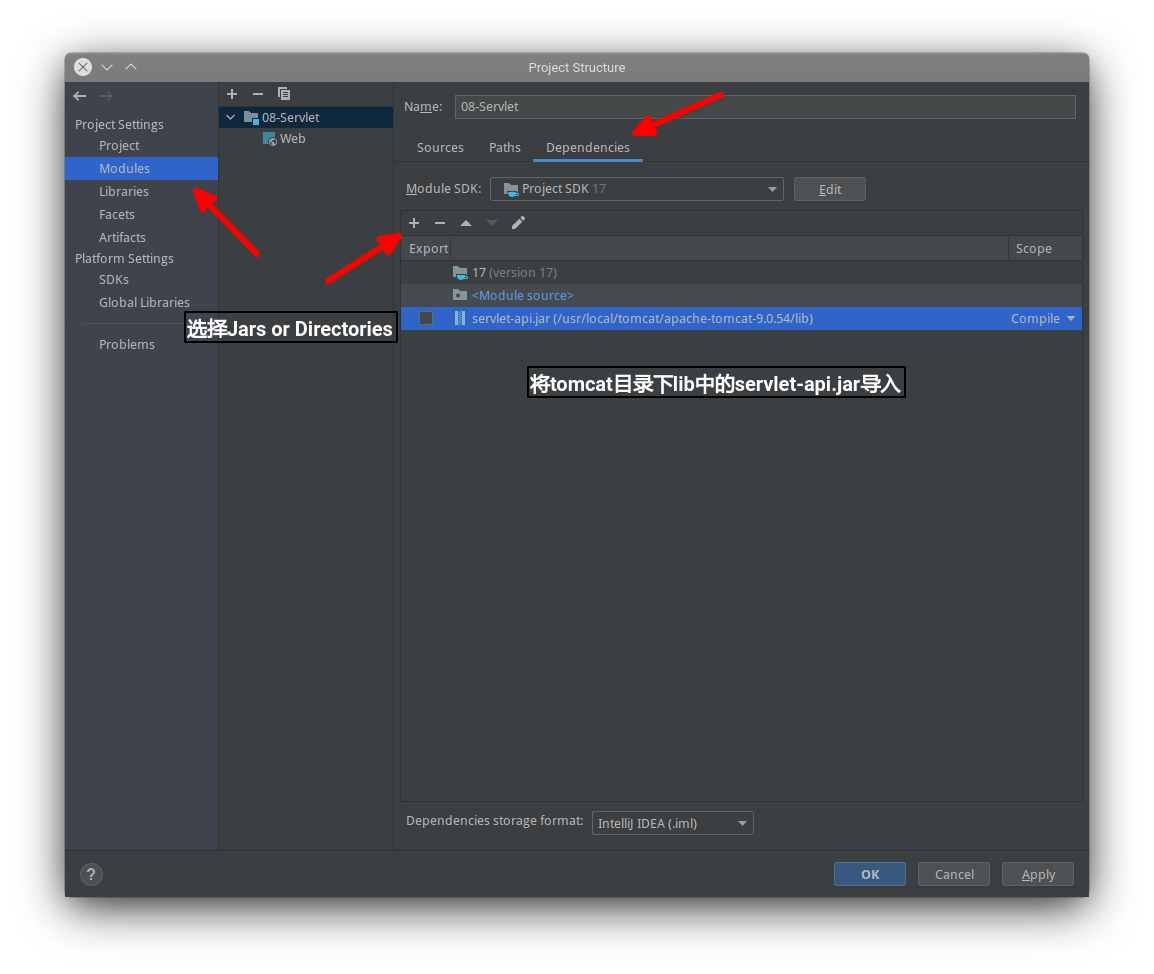 Project Structure
Project Settings
Project
Modules
Libraries
Facets
Artifacts
Platform Settings
SDKs
Global Libraries
Problems
08-Servlet
Web
Name: 08-Servlet
Sources Paths Dependencies
Module SDK: Project SDK 17 Edit
Export Scope
17 (version 17)
<Module source>
servlet-api.jar (/usr/local/tomcat/apache-tomcat-9.0.54/lib) Compile
选择Jars or Directories
将tomcat目录下lib中的servlet-api.jar导入
Dependencies storage format: IntelliJ IDEA (.iml)
? OK Cancel Apply